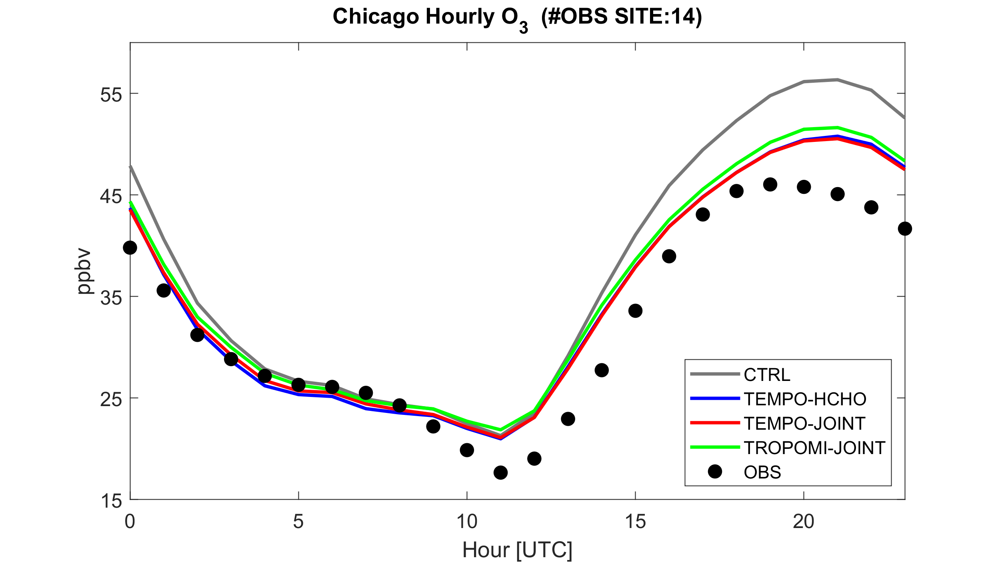 Chicago Hourly O₃ (#OBS SITE:14)
55
45
35
25
15
ppbv
0 5 10 15 20
Hour [UTC]
CTRL
TEMPO-HCHO
TEMPO-JOINT
TROPOMI-JOINT
OBS